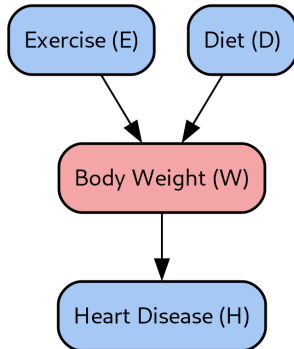 Exercise (E)
Diet (D)
Body Weight (W)
Heart Disease (H)